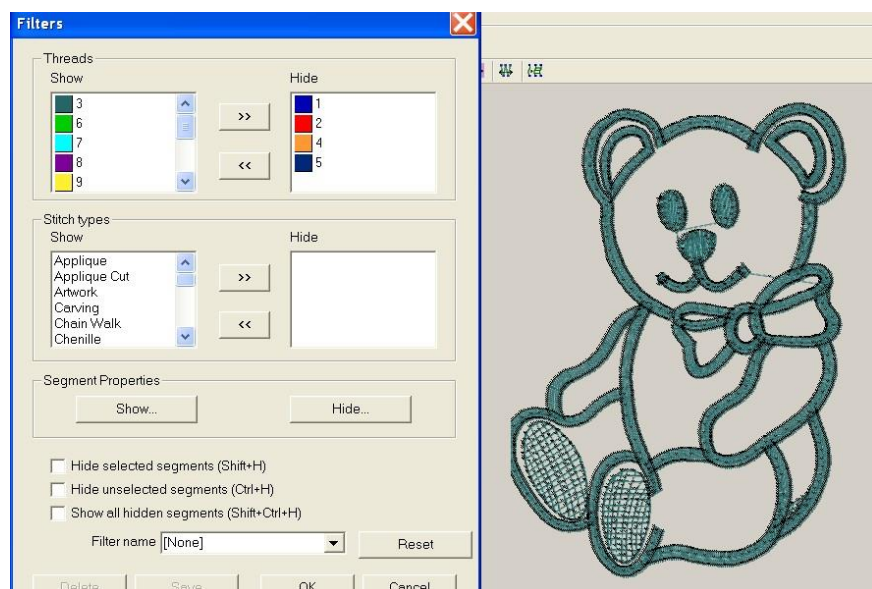 Filters
Threads
Show Hide
3
6
7
8
9
>>
<<
1
2
4
5
Stitch types
Show Hide
Applique
Applique Cut
Artwork
Carving
Chain Walk
Chenille
>>
<<
Segment Properties
Show... Hide...
Hide selected segments (Shift+H)
Hide unselected segments (Ctrl+H)
Show all hidden segments (Shift+Ctrl+H)
Filter name [None] Reset
Delete Save OK Cancel